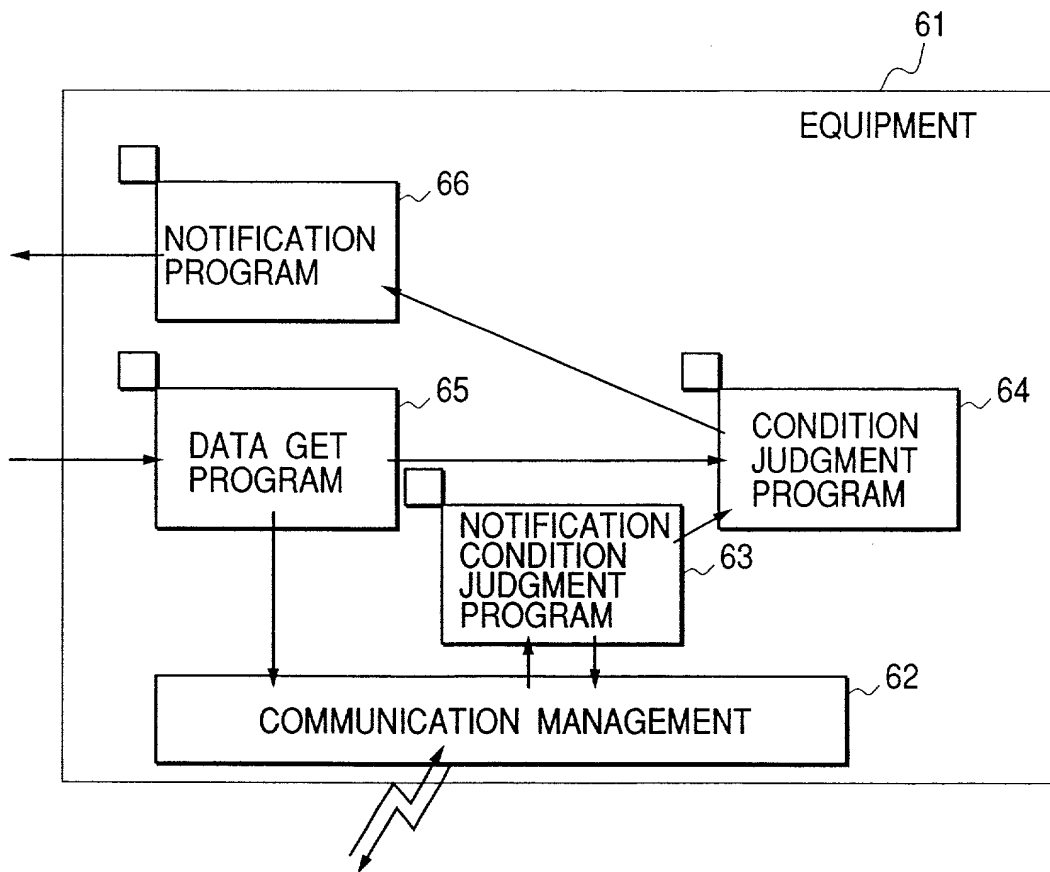 61
EQUIPMENT
66
NOTIFICATION
PROGRAM
65
DATA GET
PROGRAM
64
CONDITION
JUDGMENT
PROGRAM
NOTIFICATION
CONDITION
JUDGMENT
PROGRAM
63
62
COMMUNICATION MANAGEMENT